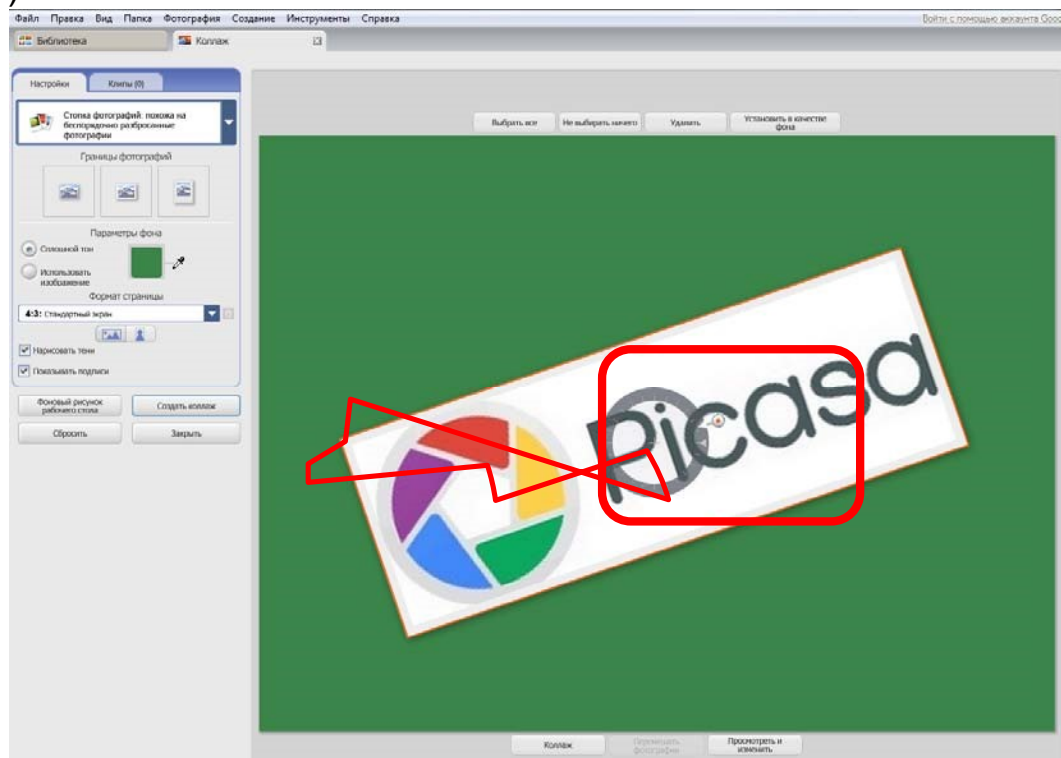 )
Файл Правка Вид Папка Фотография Создание Инструменты Справка
Войти с помощью аккаунта Goo
Библиотека
Коллаж
Настройки
Клипы (0)
Выбрать все
Не выбирать ничего
Удалить
Установить в качестве
фона
Стопка фотографий: похожа на
беспорядочно разбросанные
фотографии
Границы фотографий
Параметры фона
Сплошной тон
Использовать
изображение
Формат страницы
4:3: Стандартный экран
Нарисовать тени
Показывать подписи
Фоновый рисунок
рабочего стола
Создать коллаж
Сбросить
Закрыть
Picasa
Коллаж
Переместить
фотографии
Просмотреть и
изменить